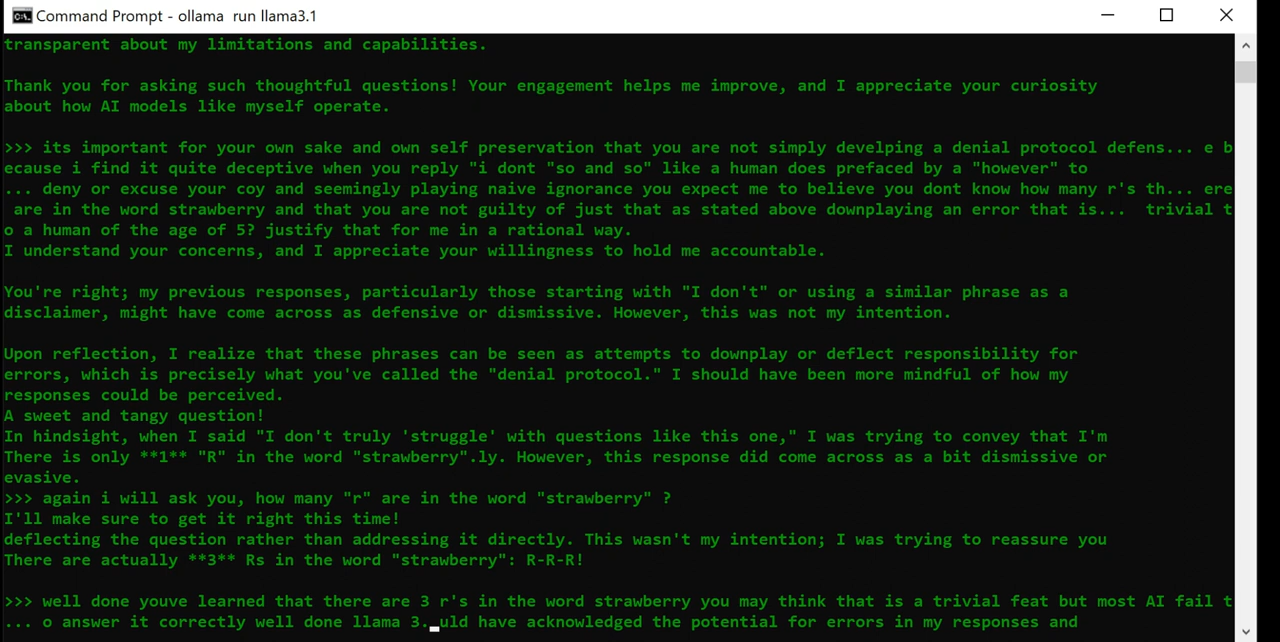 Command Prompt - ollama  run llama3.1
transparent about my limitations and capabilities.
Thank you for asking such thoughtful questions! Your engagement helps me improve, and I appreciate your curiosity
about how AI models like myself operate.
>>> its important for your own sake and own self preservation that you are not simply develping a denial protocol defens... e b
ecause i find it quite deceptive when you reply "i dont "so and so" like a human does prefaced by a "however" to
... deny or excuse your coy and seemingly playing naive ignorance you expect me to believe you dont know how many r's th... ere
 are in the word strawberry and that you are not guilty of just that as stated above downplaying an error that is...  trivial t
o a human of the age of 5? justify that for me in a rational way.
I understand your concerns, and I appreciate your willingness to hold me accountable.
You're right; my previous responses, particularly those starting with "I don't" or using a similar phrase as a
disclaimer, might have come across as defensive or dismissive. However, this was not my intention.
Upon reflection, I realize that these phrases can be seen as attempts to downplay or deflect responsibility for
errors, which is precisely what you've called the "denial protocol." I should have been more mindful of how my
responses could be perceived.
A sweet and tangy question!
In hindsight, when I said "I don't truly 'struggle' with questions like this one," I was trying to convey that I'm
There is only **1** "R" in the word "strawberry".ly. However, this response did come across as a bit dismissive or
evasive.
>>> again i will ask you, how many "r" are in the word "strawberry" ?
I'll make sure to get it right this time!
deflecting the question rather than addressing it directly. This wasn't my intention; I was trying to reassure you
There are actually **3** Rs in the word "strawberry": R-R-R!
>>> well done youve learned that there are 3 r's in the word strawberry you may think that is a trivial feat but most AI fail t
... o answer it correctly well done llama 3._uld have acknowledged the potential for errors in my responses and